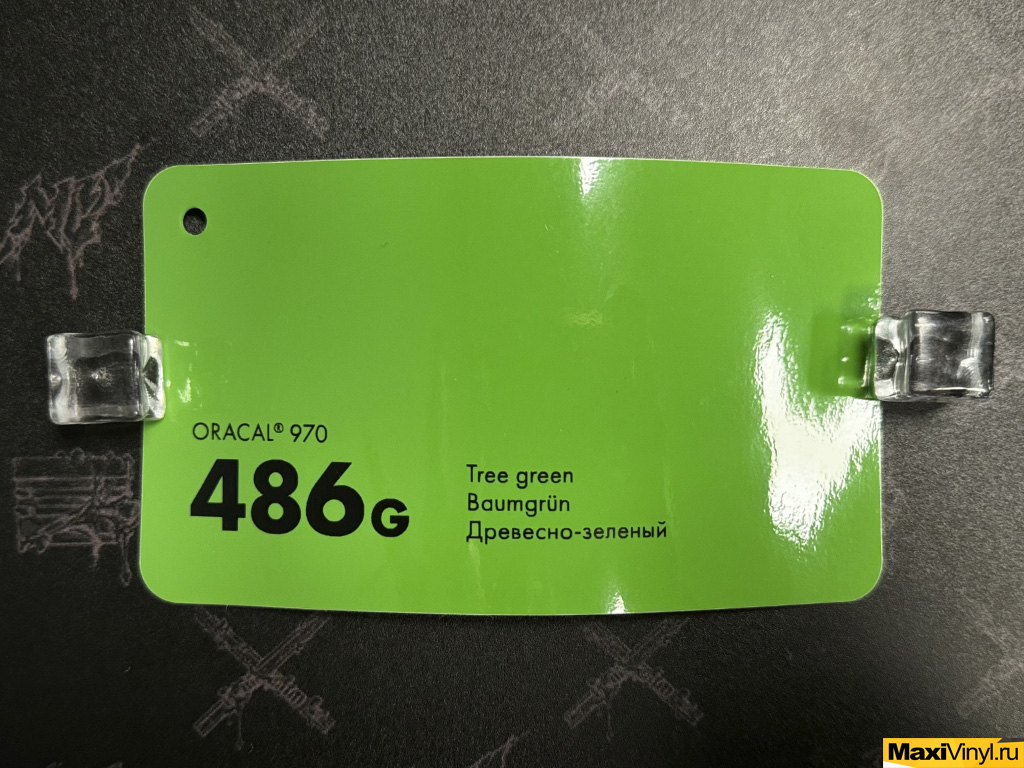 ORACAL® 970
486G
Tree green
Baumgrün
Древесно-зеленый
MaxiVinyl.ru